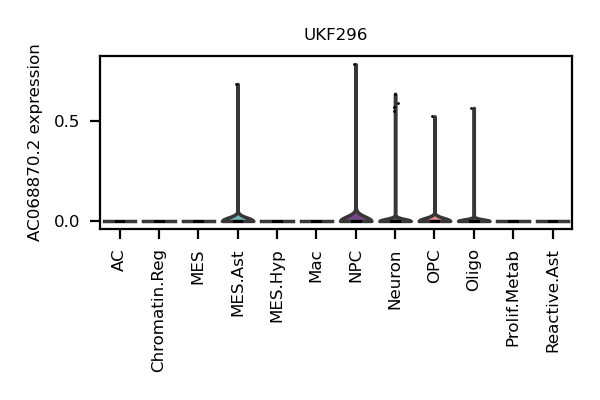 UKF296
AC068870.2 expression
0.5
0.0
AC
Chromatin.Reg
MES
MES.Ast
MES.Hyp
Mac
NPC
Neuron
OPC
Oligo
Prolif.Metab
Reactive.Ast